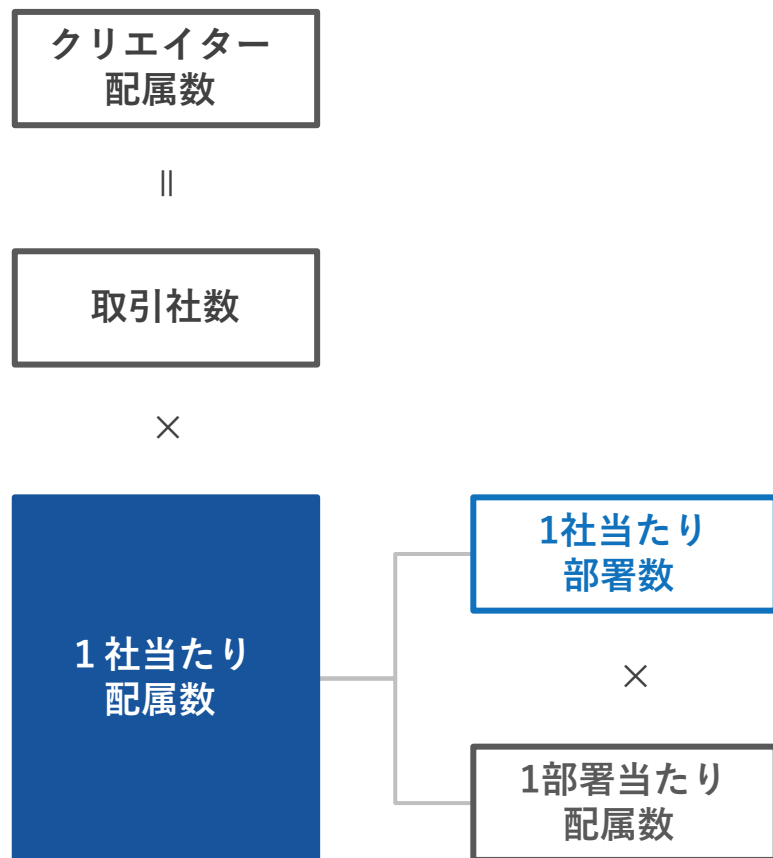 クリエイター
配属数
＝
取引社数
×
１社当たり
配属数
1社当たり
部署数
×
1部署当たり
配属数